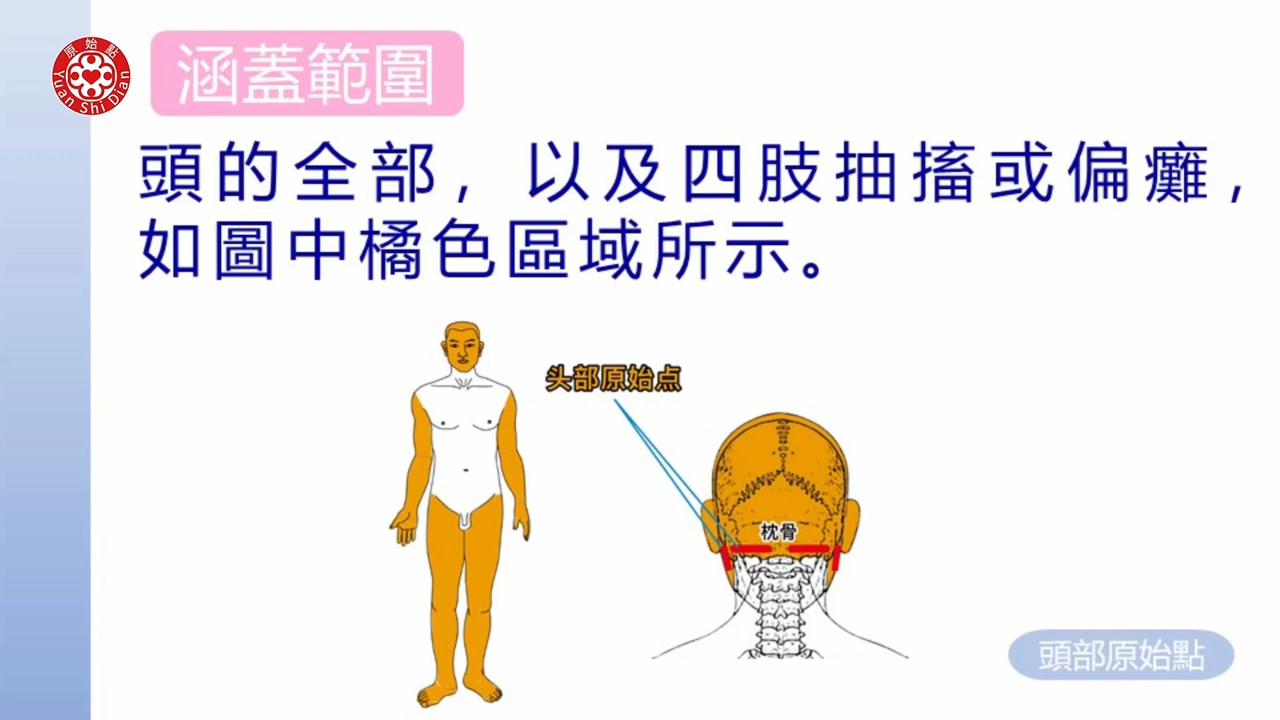 原始點
Yuan Shi Dian
涵蓋範圍
頭的全部，以及四肢抽搐或偏癱，
如圖中橘色區域所示。
头部原始点
枕骨
頭部原始點